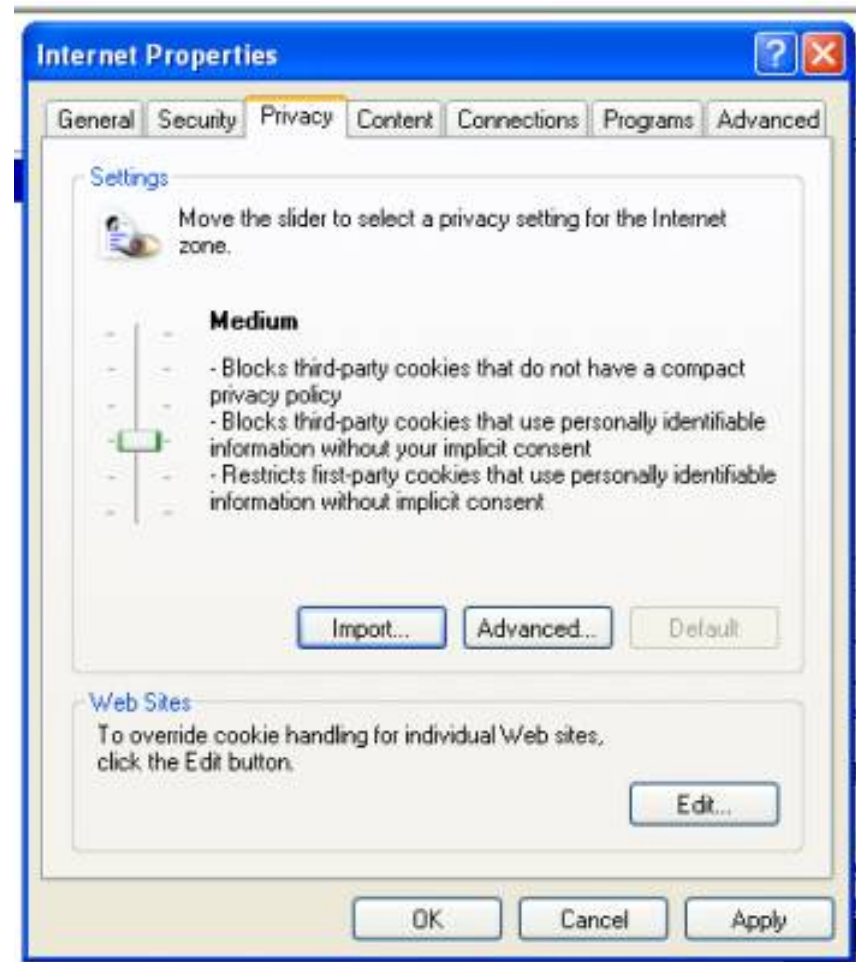 Internet Properties
General Security Privacy Content Connections Programs Advanced
Settings
Move the slider to select a privacy setting for the Internet
zone.
Medium
- Blocks third-party cookies that do not have a compact
privacy policy
- Blocks third-party cookies that use personally identifiable
information without your implicit consent
- Restricts first-party cookies that use personally identifiable
information without implicit consent
Import... Advanced... Default
Web Sites
To override cookie handling for individual Web sites,
click the Edit button.
Edit...
OK Cancel Apply